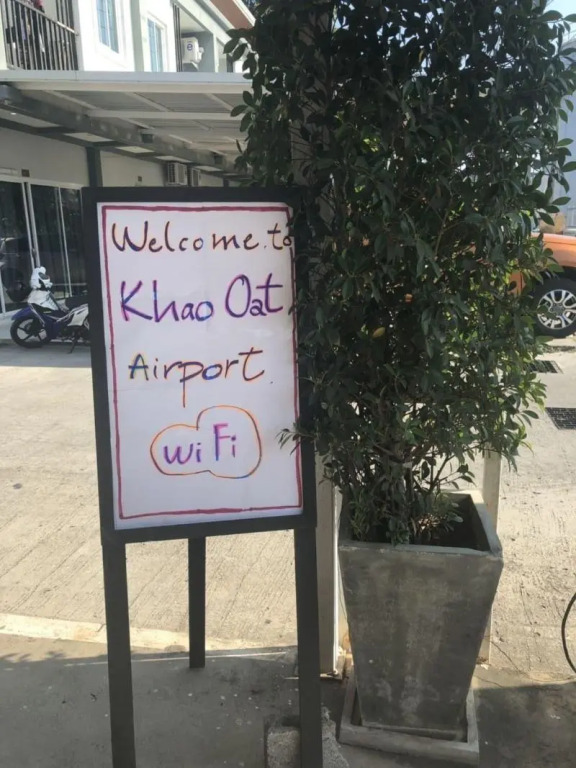 Welcome to
Khao Oat
Airport
WiFi